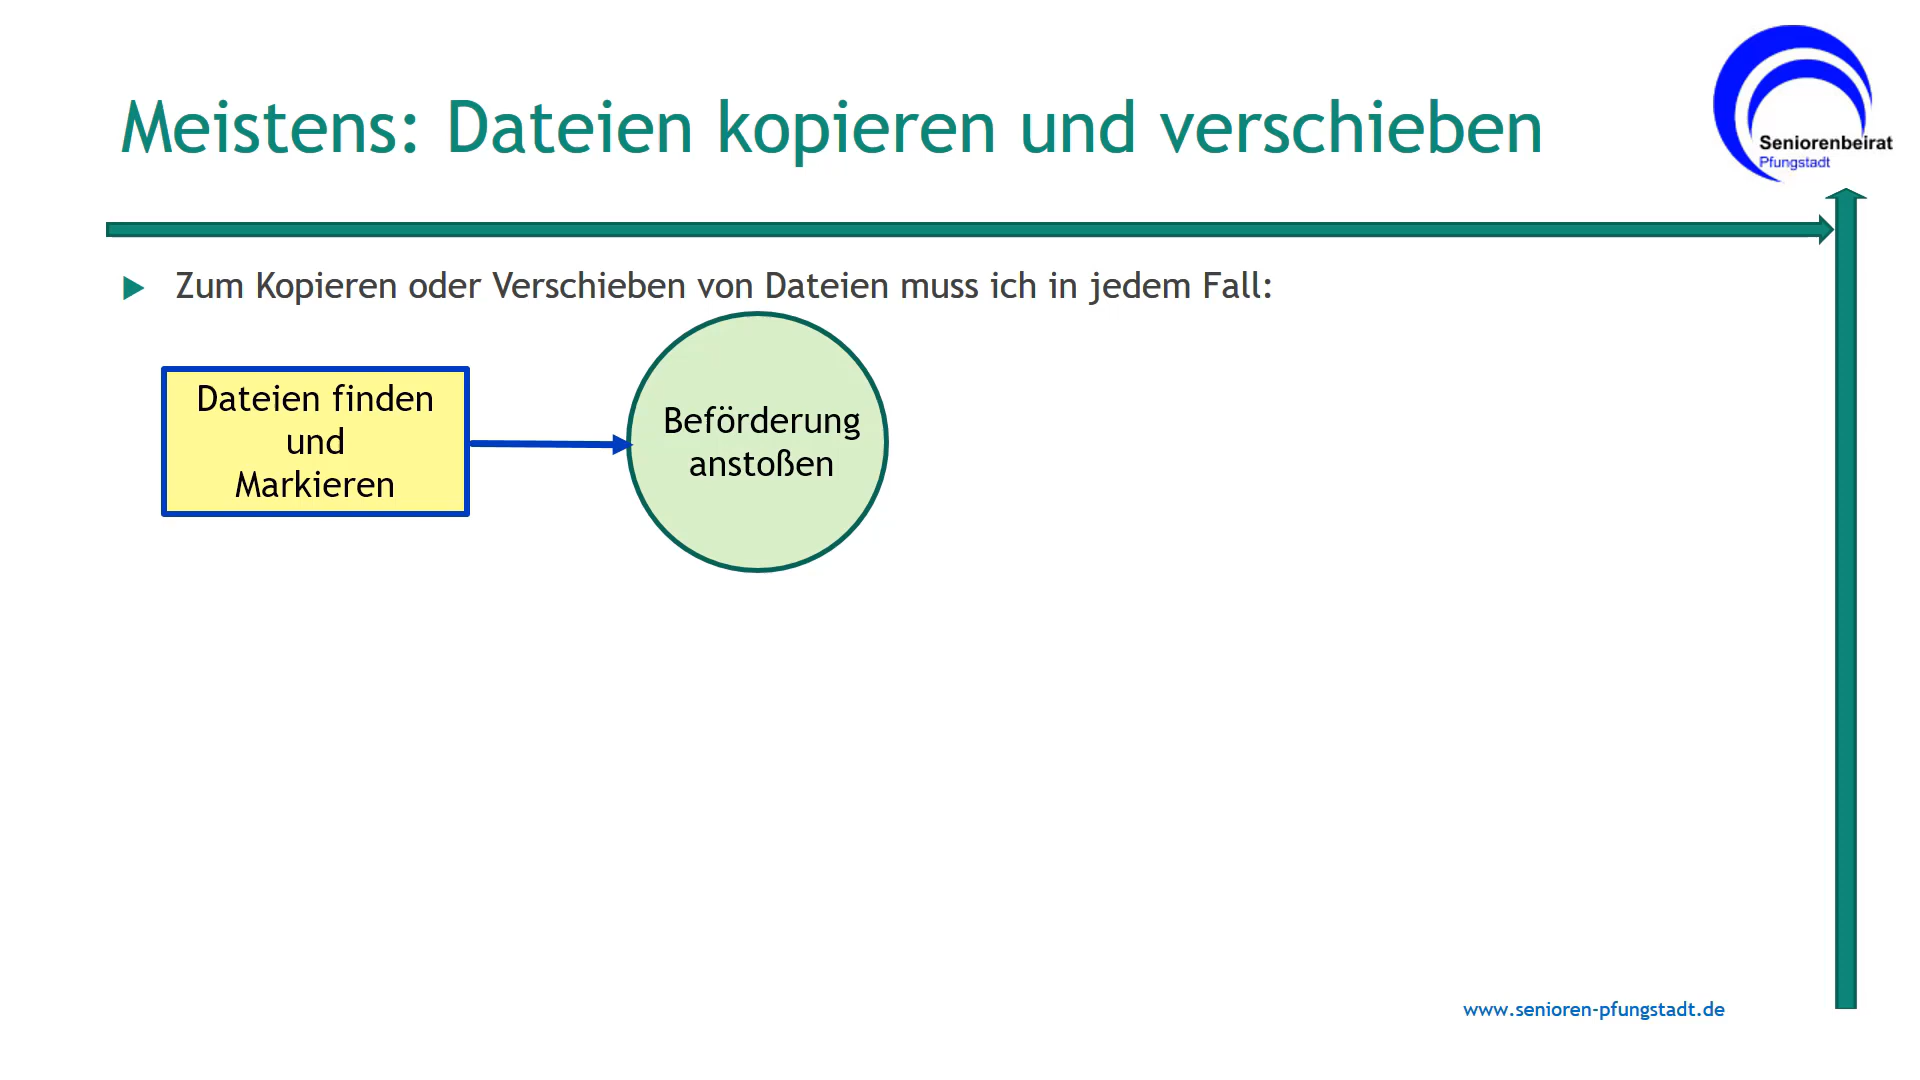 Meistens: Dateien kopieren und verschieben
Seniorenbeirat
Pfungstadt
Zum Kopieren oder Verschieben von Dateien muss ich in jedem Fall:
Dateien finden
und
Markieren
Beförderung
anstoßen
www.senioren-pfungstadt.de